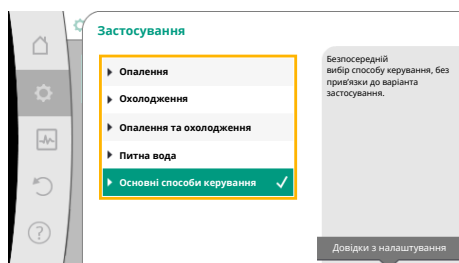 Застосування
Опалення
Охолодження
Опалення та охолодження
Питна вода
Основні способи керування
Безпосередній
вибір способу керування, без
прив'язки до варіанта
застосування.
Довідки з налаштування